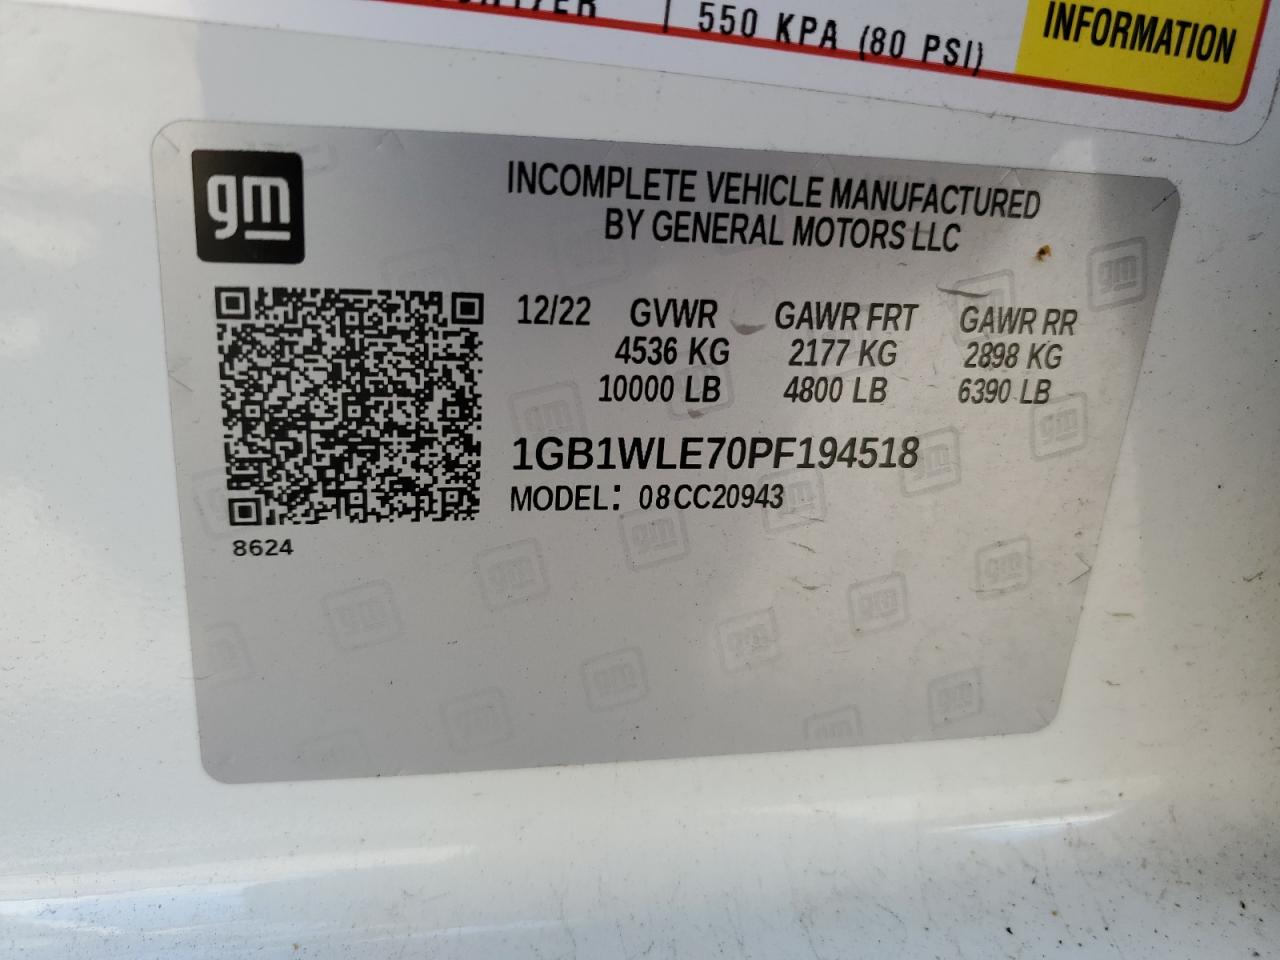 550 KPA (80 PSI)
INFORMATION
gm
INCOMPLETE VEHICLE MANUFACTURED
BY GENERAL MOTORS LLC
12/22 GVWR GAWR FRT GAWR RR
4536 KG 2177 KG 2898 KG
10000 LB 4800 LB 6390 LB
1GB1WLE70PF194518
MODEL: 08CC20943
8624